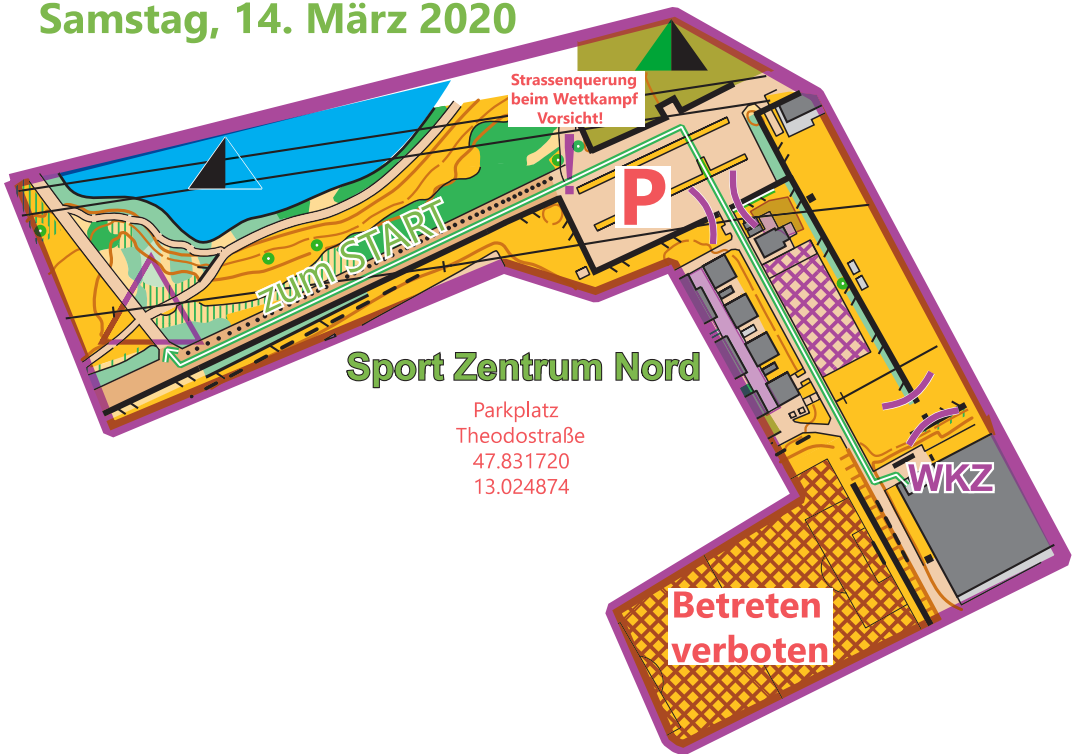 Samstag, 14. März 2020
Strassenquerung
beim Wettkampf
Vorsicht!
!
P
zum START
Sport Zentrum Nord
Parkplatz
Theodostraße
47.831720
13.024874
WKZ
Betreten
verboten